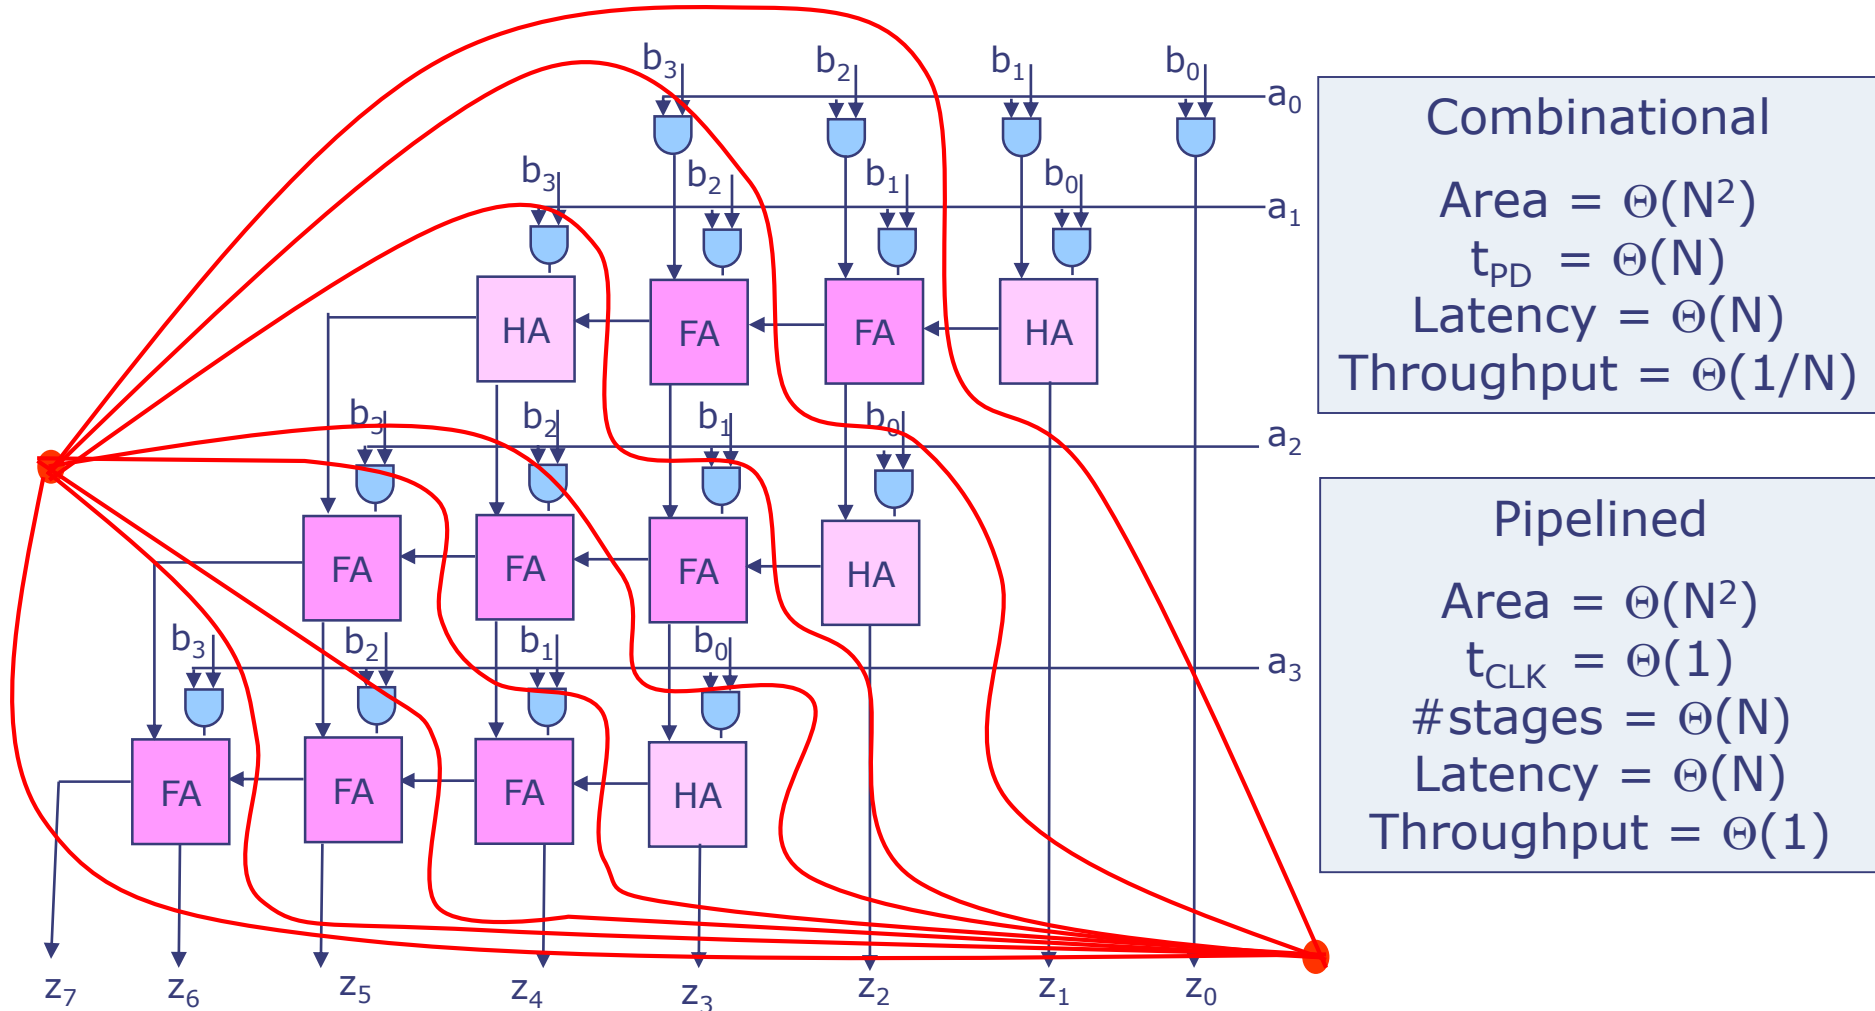 b₃ b₂ b₁ b₀
a₀
b₃ b₂ b₁ b₀
a₁
HA FA FA HA
b₃ b₂ b₁ b₀
a₂
FA FA FA HA
b₃ b₂ b₁ b₀
a₃
FA FA FA HA
z₇ z₆ z₅ z₄ z₃ z₂ z₁ z₀
Combinational
Area = Θ(N²)
t_PD = Θ(N)
Latency = Θ(N)
Throughput = Θ(1/N)
Pipelined
Area = Θ(N²)
t_CLK = Θ(1)
#stages = Θ(N)
Latency = Θ(N)
Throughput = Θ(1)